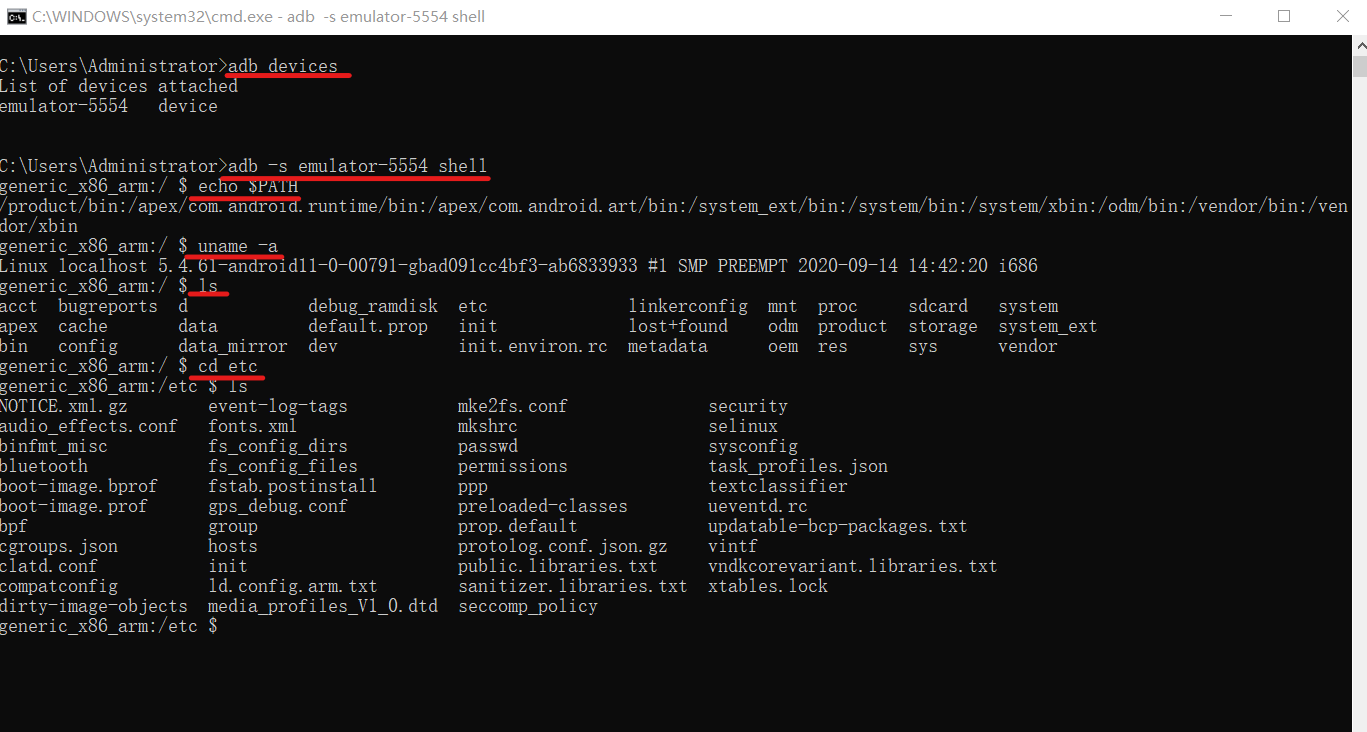 C:\WINDOWS\system32\cmd.exe - adb  -s emulator-5554 shell
C:\Users\Administrator>adb devices
List of devices attached
emulator-5554   device
C:\Users\Administrator>adb -s emulator-5554 shell
generic_x86_arm:/ $ echo $PATH
/product/bin:/apex/com.android.runtime/bin:/apex/com.android.art/bin:/system_ext/bin:/system/bin:/system/xbin:/odm/bin:/vendor/bin:/ven
dor/xbin
generic_x86_arm:/ $ uname -a
Linux localhost 5.4.61-android11-0-00791-gbad091cc4bf3-ab6833933 #1 SMP PREEMPT 2020-09-14 14:42:20 i686
generic_x86_arm:/ $ ls
acct  bugreports  d            debug_ramdisk  etc              linkerconfig  mnt  proc     sdcard   system
apex  cache       data         default.prop   init             lost+found    odm  product  storage  system_ext
bin   config      data_mirror  dev            init.environ.rc  metadata      oem  res      sys      vendor
generic_x86_arm:/ $ cd etc
generic_x86_arm:/etc $ ls
NOTICE.xml.gz        event-log-tags           mke2fs.conf              security
audio_effects.conf   fonts.xml                mkshrc                   selinux
binfmt_misc          fs_config_dirs           passwd                   sysconfig
bluetooth            fs_config_files          permissions              task_profiles.json
boot-image.bprof     fstab.postinstall        ppp                      textclassifier
boot-image.prof      gps_debug.conf           preloaded-classes        ueventd.rc
bpf                  group                    prop.default             updatable-bcp-packages.txt
cgroups.json         hosts                    protolog.conf.json.gz    vintf
clatd.conf           init                     public.libraries.txt     vndkcorevariant.libraries.txt
compatconfig         ld.config.arm.txt        sanitizer.libraries.txt  xtables.lock
dirty-image-objects  media_profiles_V1_0.dtd  seccomp_policy
generic_x86_arm:/etc $